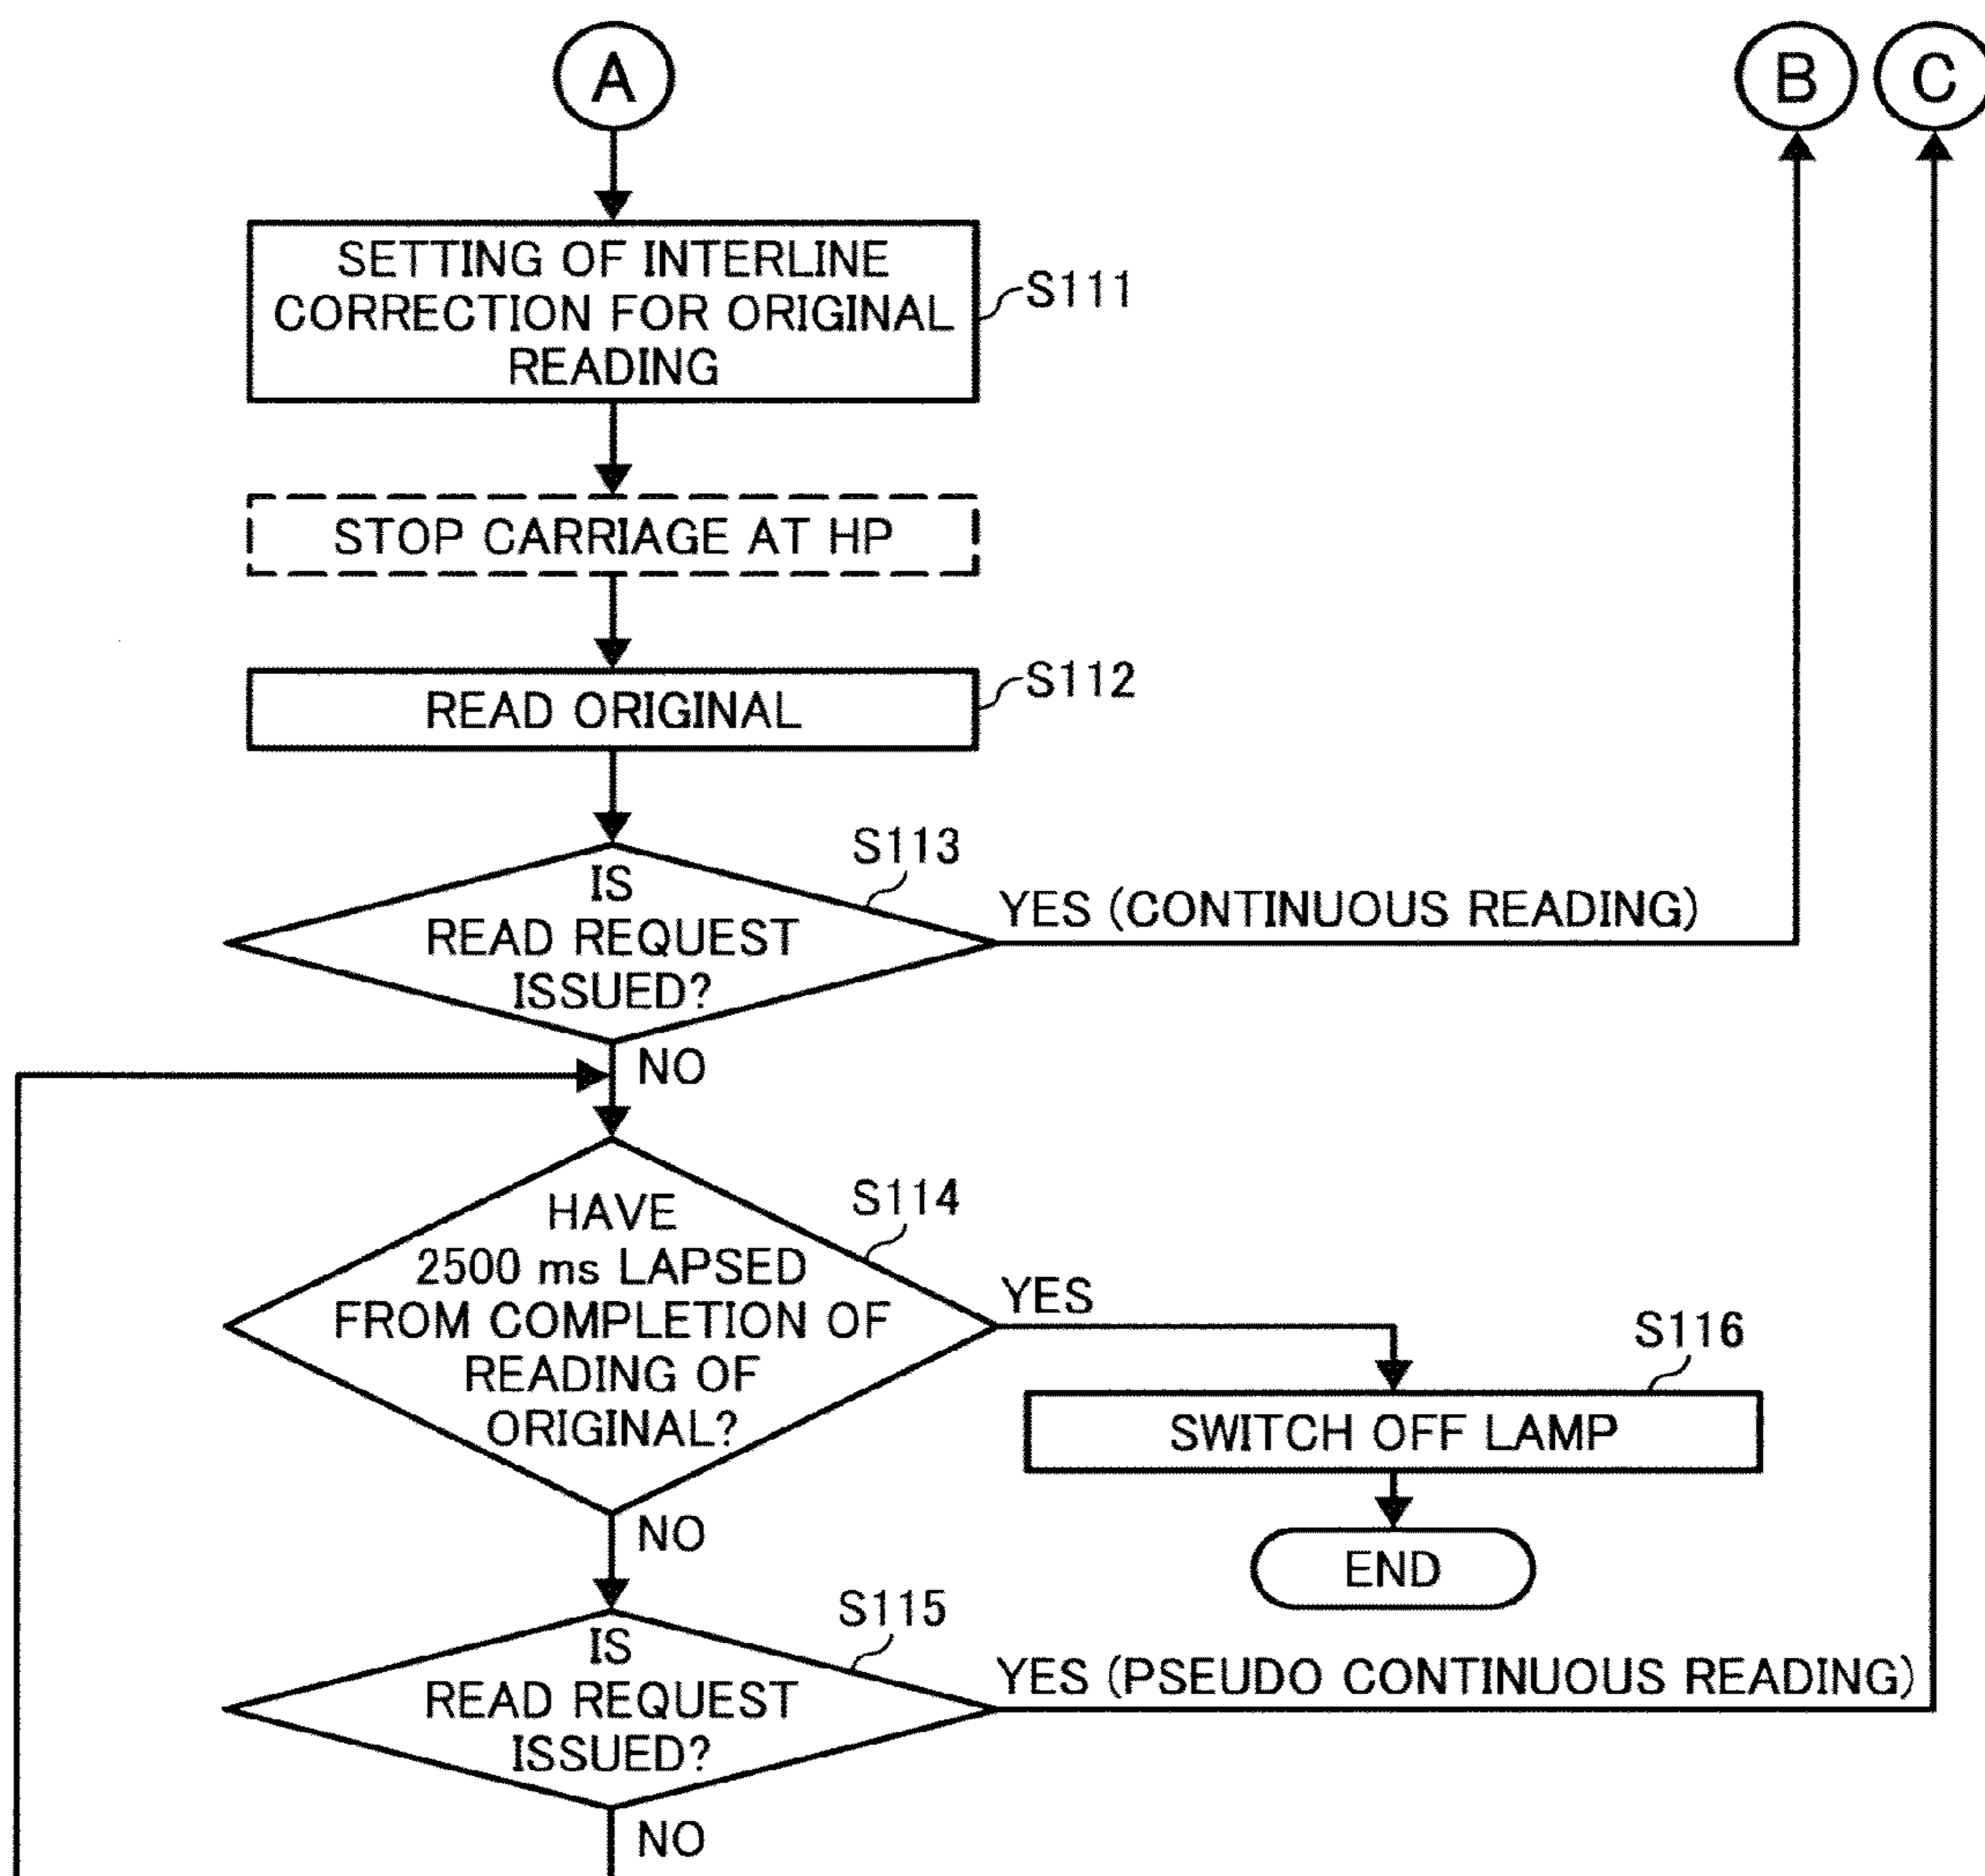 A
B
C
SETTING OF INTERLINE
CORRECTION FOR ORIGINAL
READING
S111
STOP CARRIAGE AT HP
READ ORIGINAL
S112
S113
IS
READ REQUEST
ISSUED?
YES (CONTINUOUS READING)
NO
S114
HAVE
2500 ms LAPSED
FROM COMPLETION OF
READING OF
ORIGINAL?
YES
S116
SWITCH OFF LAMP
END
NO
S115
IS
READ REQUEST
ISSUED?
YES (PSEUDO CONTINUOUS READING)
NO